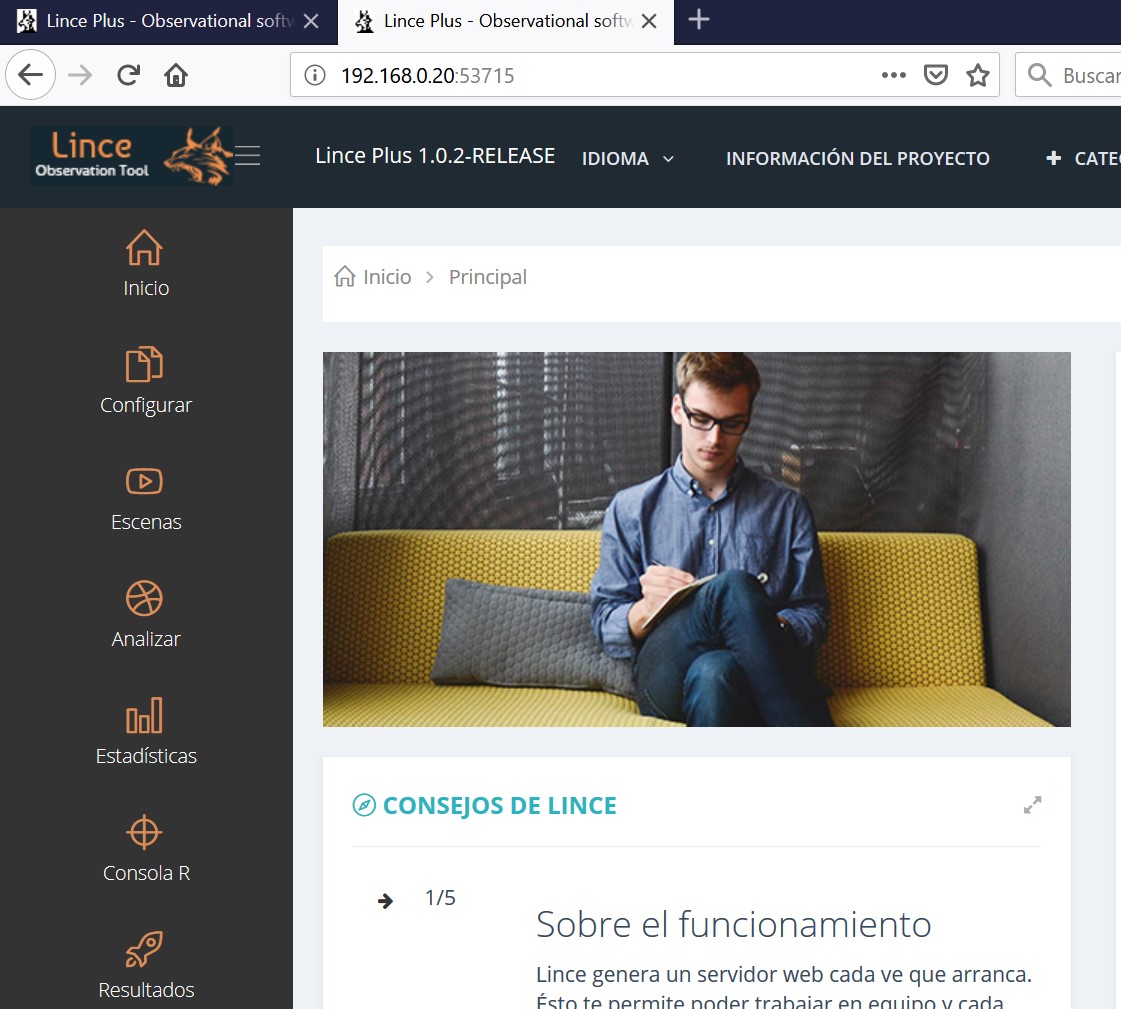 Lince Plus - Observational softw
Lince Plus - Observational softw
192.168.0.20:53715
Buscar
Lince
Observation Tool
Lince Plus 1.0.2-RELEASE
IDIOMA
INFORMACIÓN DEL PROYECTO
CATE
Inicio
Principal
Inicio
Configurar
Escenas
Analizar
Estadísticas
Consola R
Resultados
CONSEJOS DE LINCE
1/5
Sobre el funcionamiento
Lince genera un servidor web cada ve que arranca.
Ésto te permite poder trabajar en equipo y cada